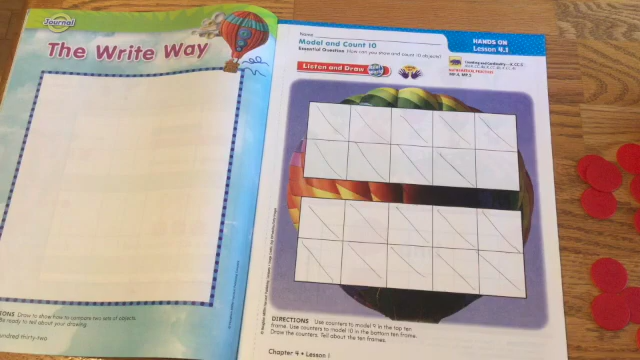 Journal
The Write Way
IONS Draw to show how to compare two sets of objects.
Be ready to tell about your drawing.
undred thirty-two
Name
Model and Count 10
Essential Question How can you show and count 10 objects?
HANDS ON
Lesson 4.1
Listen and Draw
DIRECTIONS Use counters to model 9 in the top ten
frame. Use counters to model 10 in the bottom ten frame.
Draw the counters. Tell about the ten frames.
Chapter 4 • Lesson 1